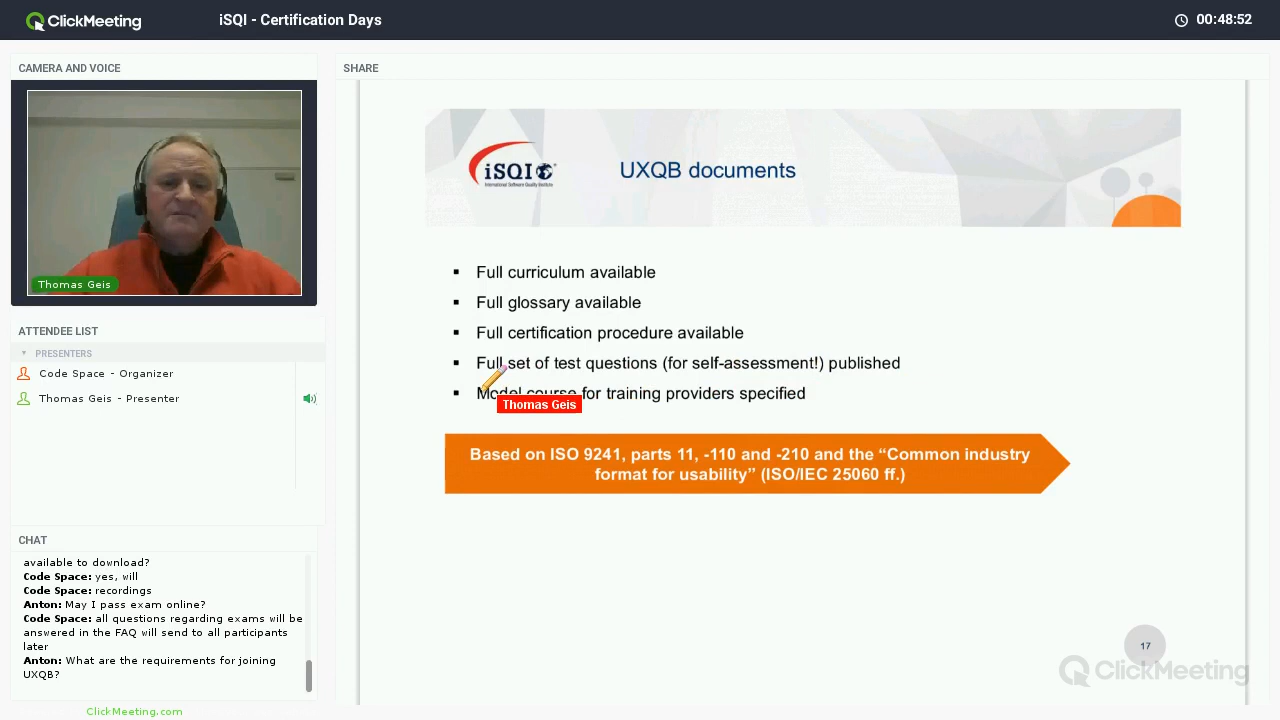 ClickMeeting
iSQI - Certification Days
00:48:52
CAMERA AND VOICE
Thomas Geis
ATTENDEE LIST
PRESENTERS
Code Space - Organizer
Thomas Geis - Presenter
CHAT
available to download?
Code Space: yes, will
Code Space: recordings
Anton: May I pass exam online?
Code Space: all questions regarding exams will be
answered in the FAQ will send to all participants
later
Anton: What are the requirements for joining
UXQB?
ClickMeeting.com
SHARE
iSQI
International Software Quality Institute
UXQB documents
▪ Full curriculum available
▪ Full glossary available
▪ Full certification procedure available
▪ Full set of test questions (for self-assessment!) published
▪ Model course for training providers specified
Thomas Geis
Based on ISO 9241, parts 11, -110 and -210 and the “Common industry
format for usability” (ISO/IEC 25060 ff.)
17
ClickMeeting